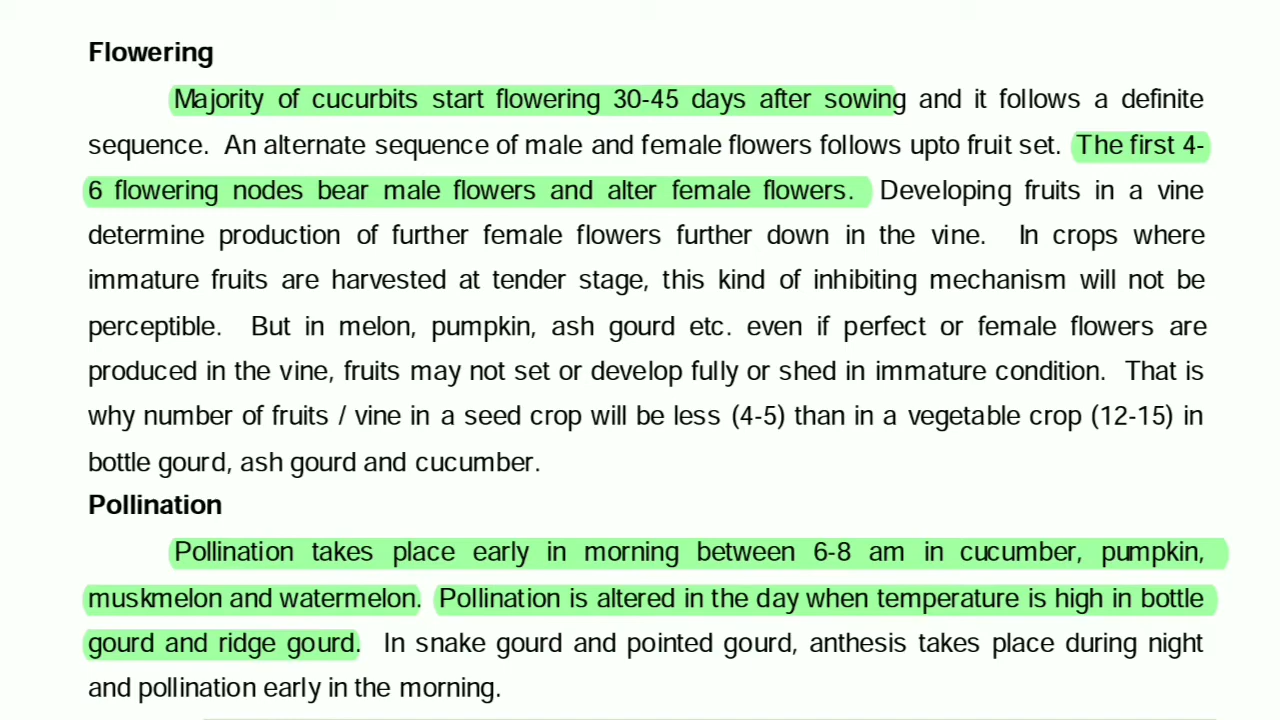 Flowering
Majority of cucurbits start flowering 30-45 days after sowing and it follows a definite
sequence. An alternate sequence of male and female flowers follows upto fruit set. The first 4-
6 flowering nodes bear male flowers and alter female flowers. Developing fruits in a vine
determine production of further female flowers further down in the vine. In crops where
immature fruits are harvested at tender stage, this kind of inhibiting mechanism will not be
perceptible. But in melon, pumpkin, ash gourd etc. even if perfect or female flowers are
produced in the vine, fruits may not set or develop fully or shed in immature condition. That is
why number of fruits / vine in a seed crop will be less (4-5) than in a vegetable crop (12-15) in
bottle gourd, ash gourd and cucumber.
Pollination
Pollination takes place early in morning between 6-8 am in cucumber, pumpkin,
muskmelon and watermelon. Pollination is altered in the day when temperature is high in bottle
gourd and ridge gourd. In snake gourd and pointed gourd, anthesis takes place during night
and pollination early in the morning.